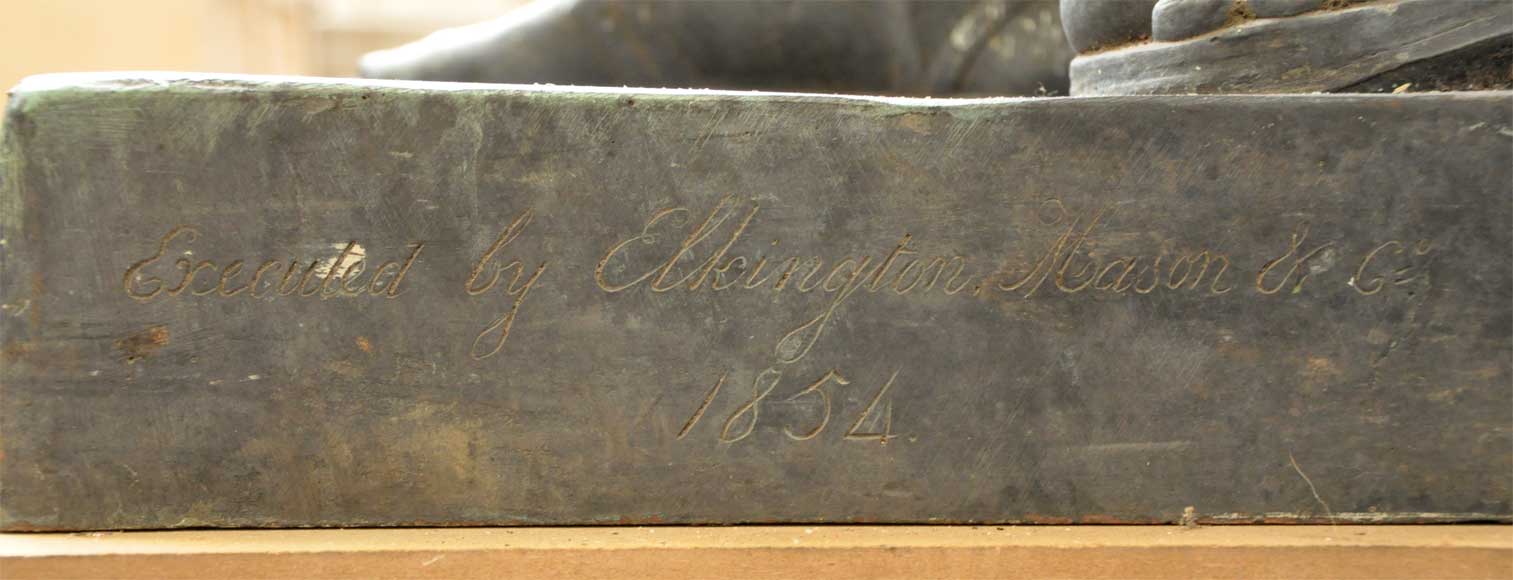 Executed by Elkington, Mason & Co.
1854.